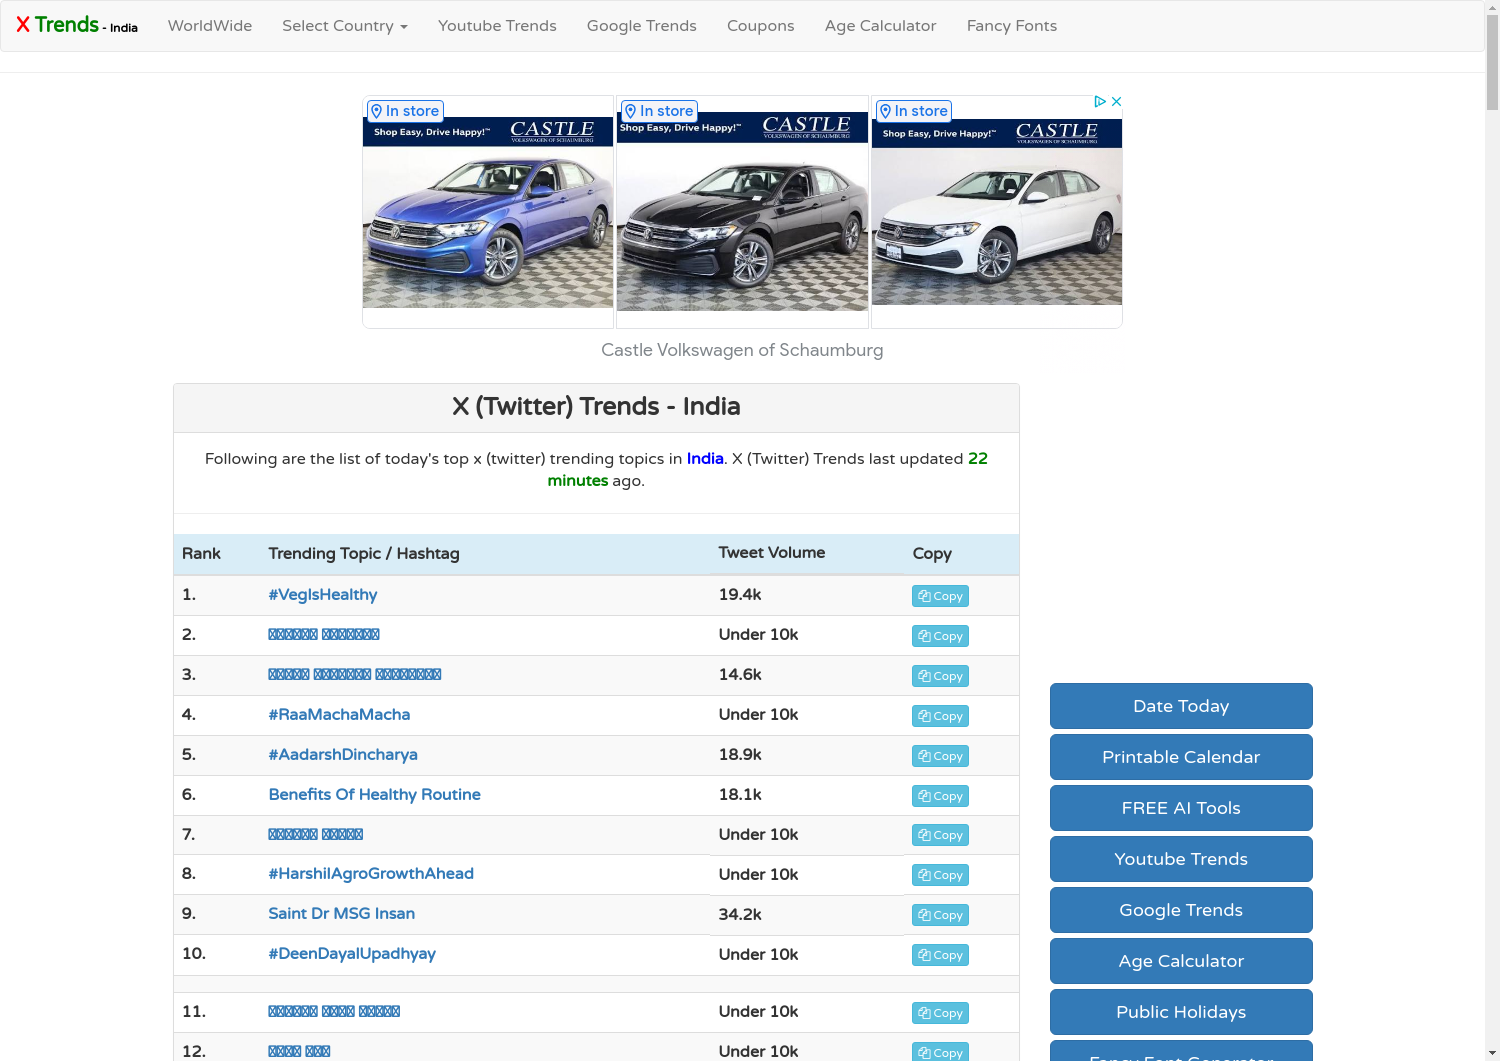 X Trends - India
WorldWide
Select Country
Youtube Trends
Google Trends
Coupons
Age Calculator
Fancy Fonts
In store
In store
In store
Shop Easy, Drive Happy!™ CASTLE
VOLKSWAGEN OF SCHAUMBURG
Shop Easy, Drive Happy!™ CASTLE
VOLKSWAGEN OF SCHAUMBURG
Shop Easy, Drive Happy!™ CASTLE
VOLKSWAGEN OF SCHAUMBURG
Castle Volkswagen of Schaumburg
X (Twitter) Trends - India
Following are the list of today's top x (twitter) trending topics in India. X (Twitter) Trends last updated 22
minutes ago.
Rank Trending Topic / Hashtag Tweet Volume Copy
1. #VegIsHealthy 19.4k Copy
2. Under 10k Copy
3. 14.6k Copy
4. #RaaMachaMacha Under 10k Copy
5. #AadarshDincharya 18.9k Copy
6. Benefits Of Healthy Routine 18.1k Copy
7. Under 10k Copy
8. #HarshilAgroGrowthAhead Under 10k Copy
9. Saint Dr MSG Insan 34.2k Copy
10. #DeenDayalUpadhyay Under 10k Copy
11. Under 10k Copy
12. Under 10k Copy
Date Today
Printable Calendar
FREE AI Tools
Youtube Trends
Google Trends
Age Calculator
Public Holidays
Fancy Font Generator